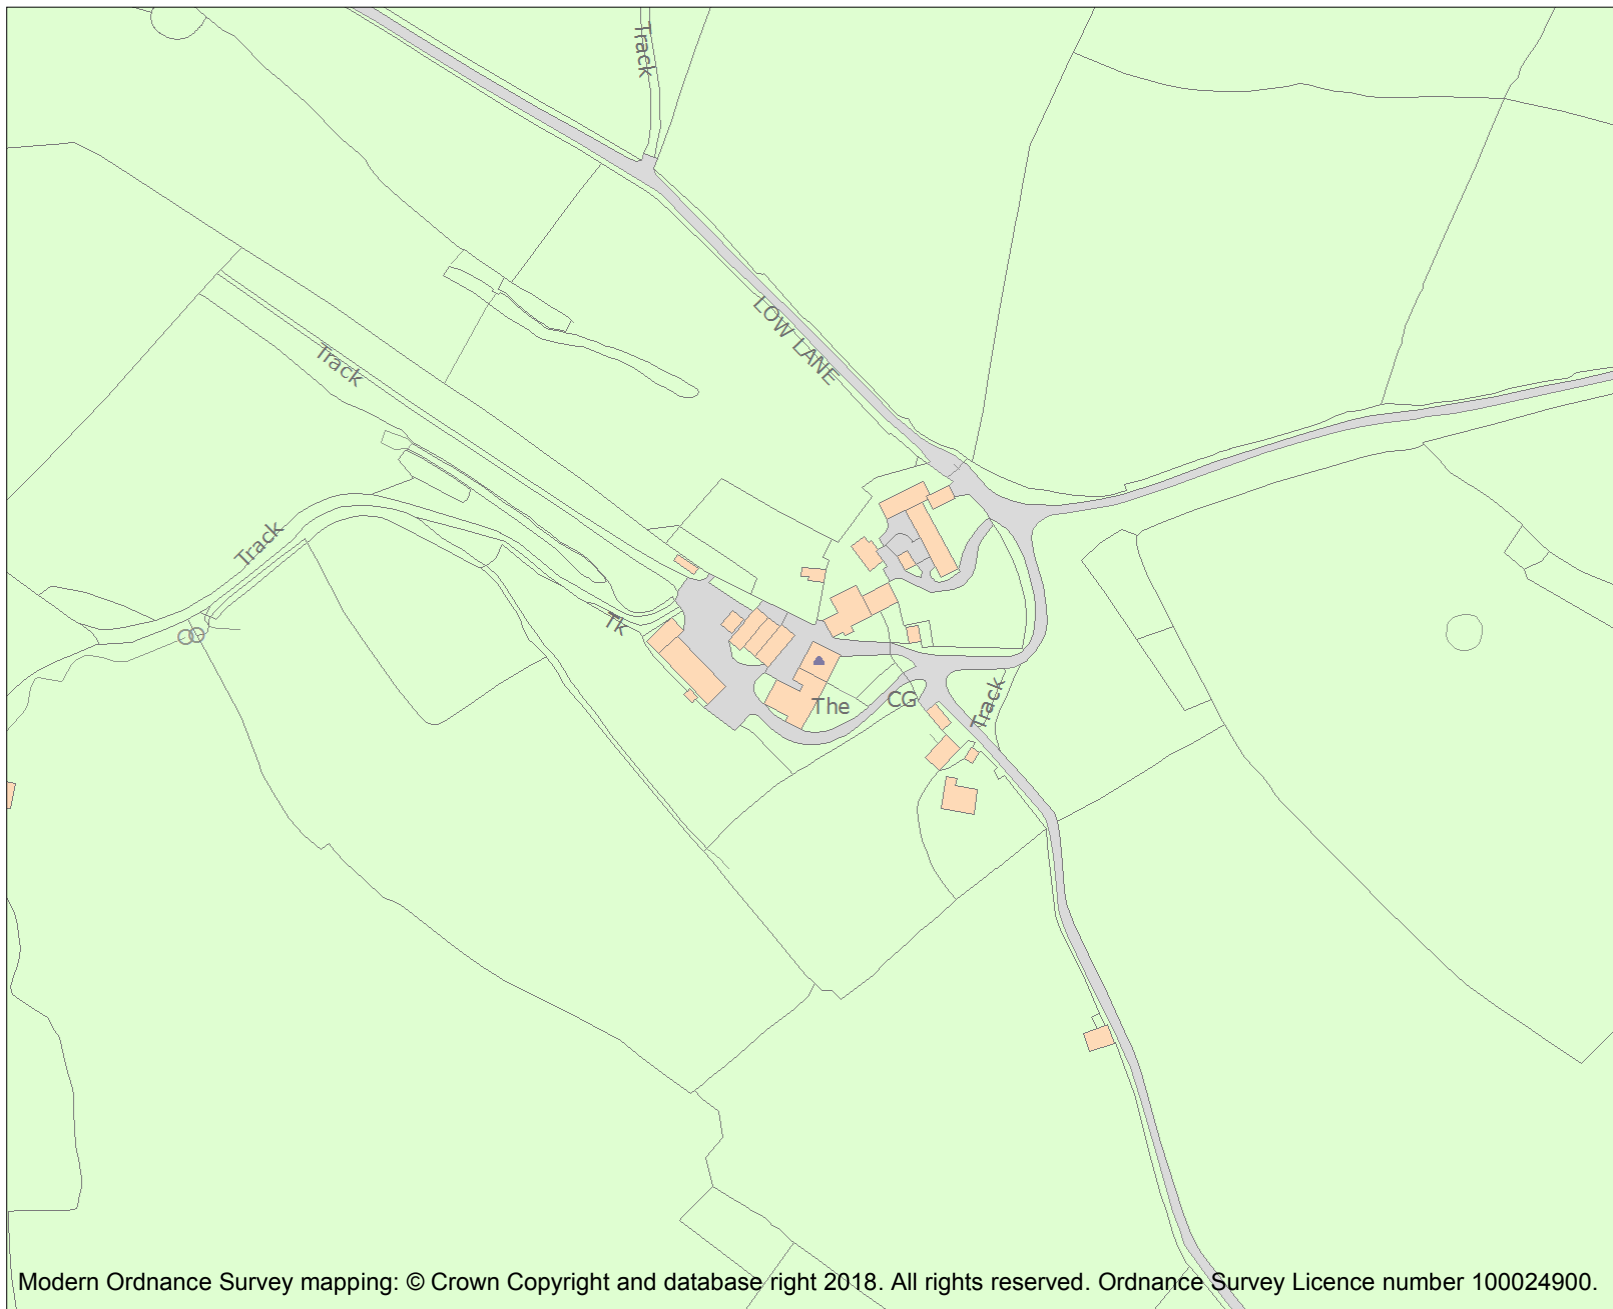 Track
LOW LANE
Track
Track
Tk
The
CG
Track
Modern Ordnance Survey mapping: © Crown Copyright and database right 2018. All rights reserved. Ordnance Survey Licence number 100024900.